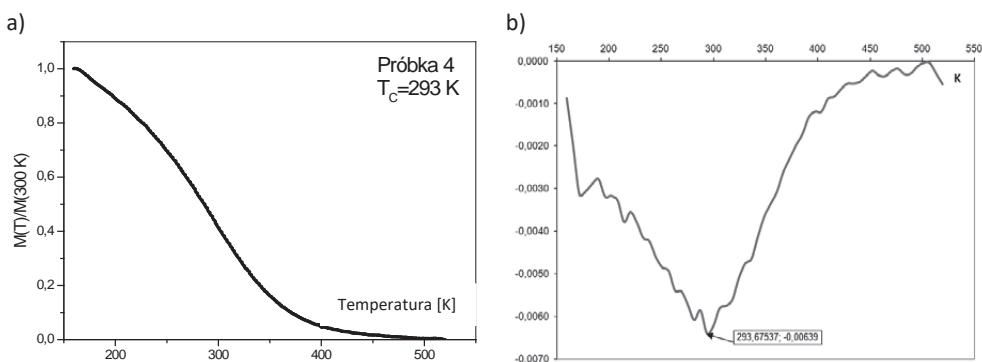 a)
Próbka 4
T_C=293 K
1,0
0,8
0,6
0,4
0,2
0,0
M(T)/M(300 K)
Temperatura [K]
200 300 400 500
b)
150 200 250 300 350 400 450 500 550
K
0,0000
-0,0010
-0,0020
-0,0030
-0,0040
-0,0050
-0,0060
-0,0070
293,67537; -0,00639